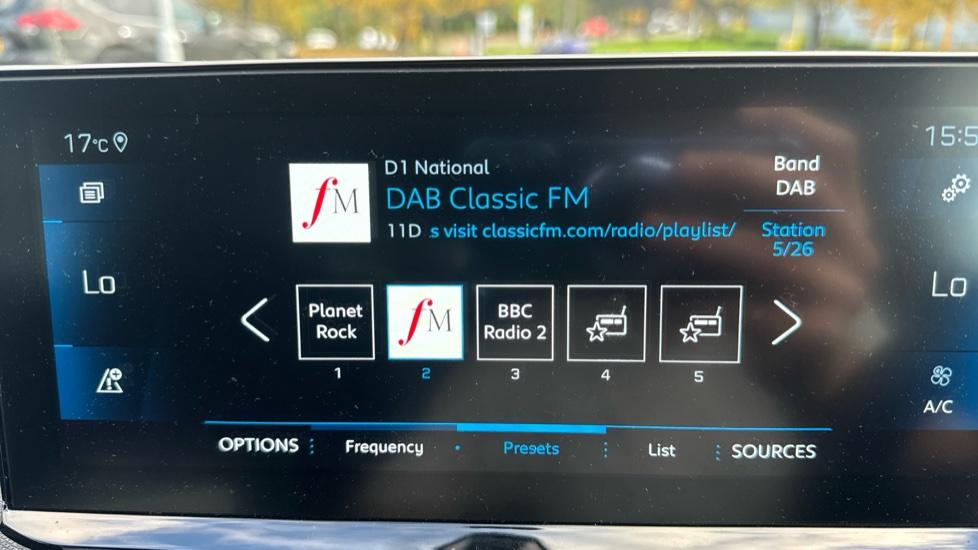 17°C
15:5
D1 National
Band
DAB
DAB Classic FM
11D s visit classicfm.com/radio/playlist/
Station
5/26
fM
Lo
Lo
Planet
Rock
fM
BBC
Radio 2
1
2
3
4
5
A/C
OPTIONS
Frequency
Presets
List
SOURCES